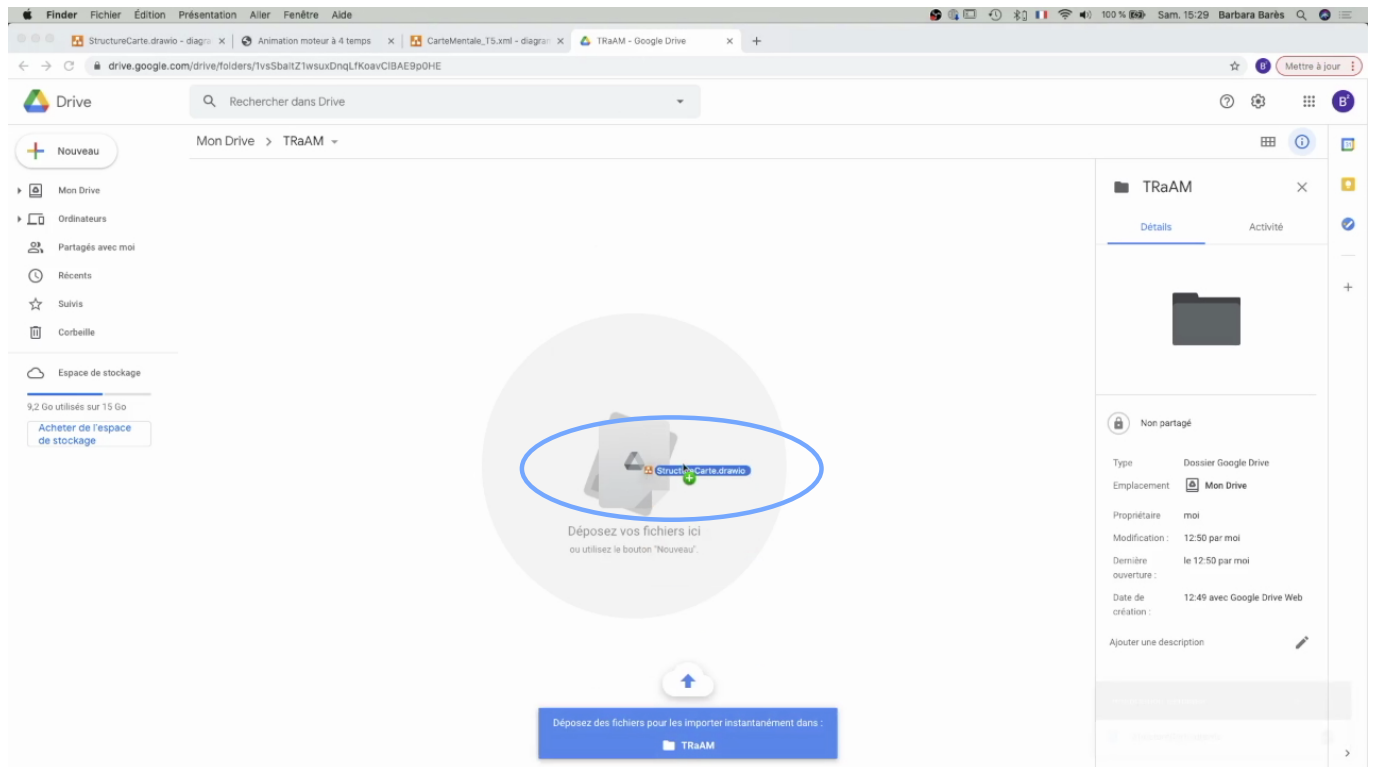 Finder Fichier Édition Présentation Aller Fenêtre Aide 100 % Sam. 15:29 Barbara Barès
StructureCarte.drawio - diagra × Animation moteur à 4 temps × CarteMentale_T5.xml - diagram × TRaAM - Google Drive × +
drive.google.com/drive/folders/1vsSbaltZ1wsuxDnqLfKoavCIBAE9p0HE B² Mettre à jour
Drive Rechercher dans Drive B²
Nouveau
Mon Drive > TRaAM
Mon Drive
Ordinateurs
Partagés avec moi
Récents
Suivis
Corbeille
Espace de stockage
9,2 Go utilisés sur 15 Go
Acheter de l'espace
de stockage
StructureCarte.drawio
Déposez vos fichiers ici
ou utilisez le bouton "Nouveau".
Déposez des fichiers pour les importer instantanément dans :
TRaAM
TRaAM
Détails Activité
Non partagé
Type Dossier Google Drive
Emplacement Mon Drive
Propriétaire moi
Modification : 12:50 par moi
Dernière le 12:50 par moi
ouverture :
Date de 12:49 avec Google Drive Web
création :
Ajouter une description